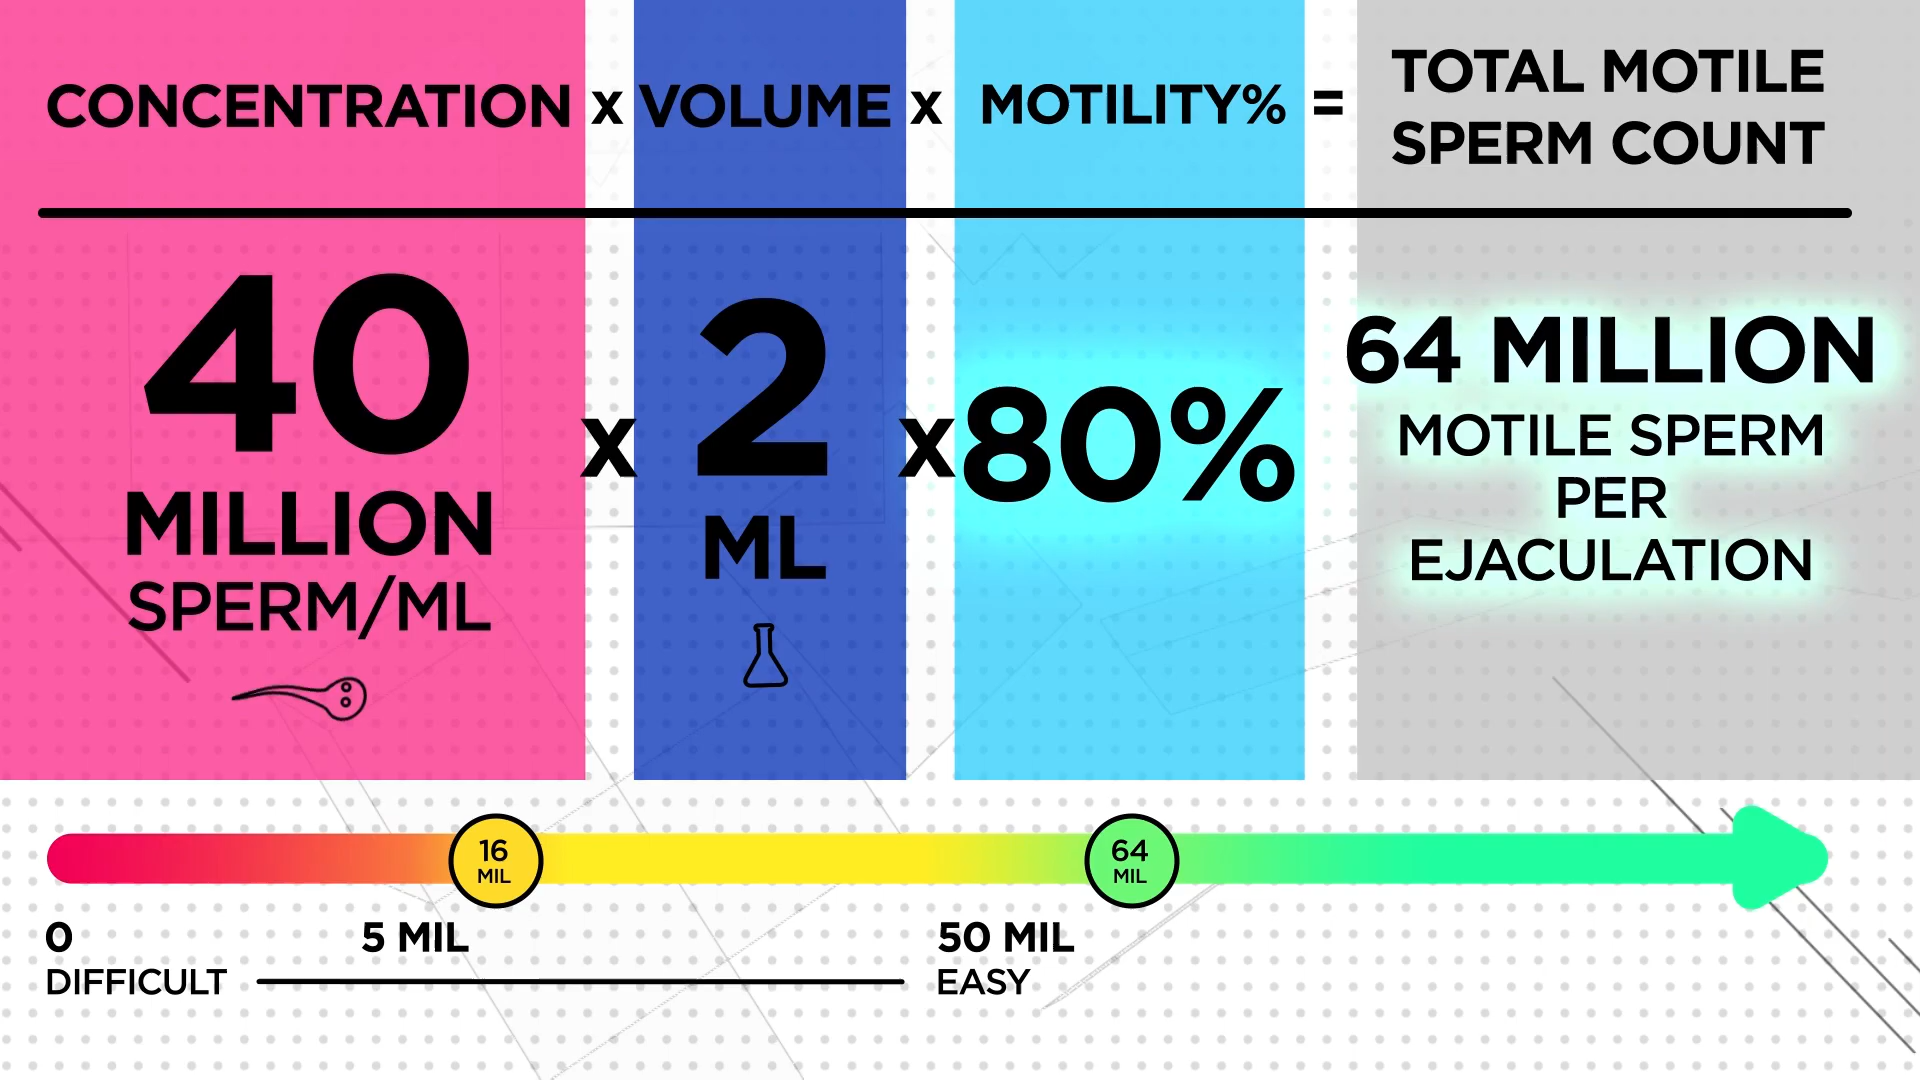 CONCENTRATION x VOLUME x MOTILITY% = TOTAL MOTILE
SPERM COUNT
40
MILLION
SPERM/ML
x
2
ML
x
80%
64 MILLION
MOTILE SPERM
PER
EJACULATION
16
MIL
64
MIL
0
DIFFICULT
5 MIL
50 MIL
EASY